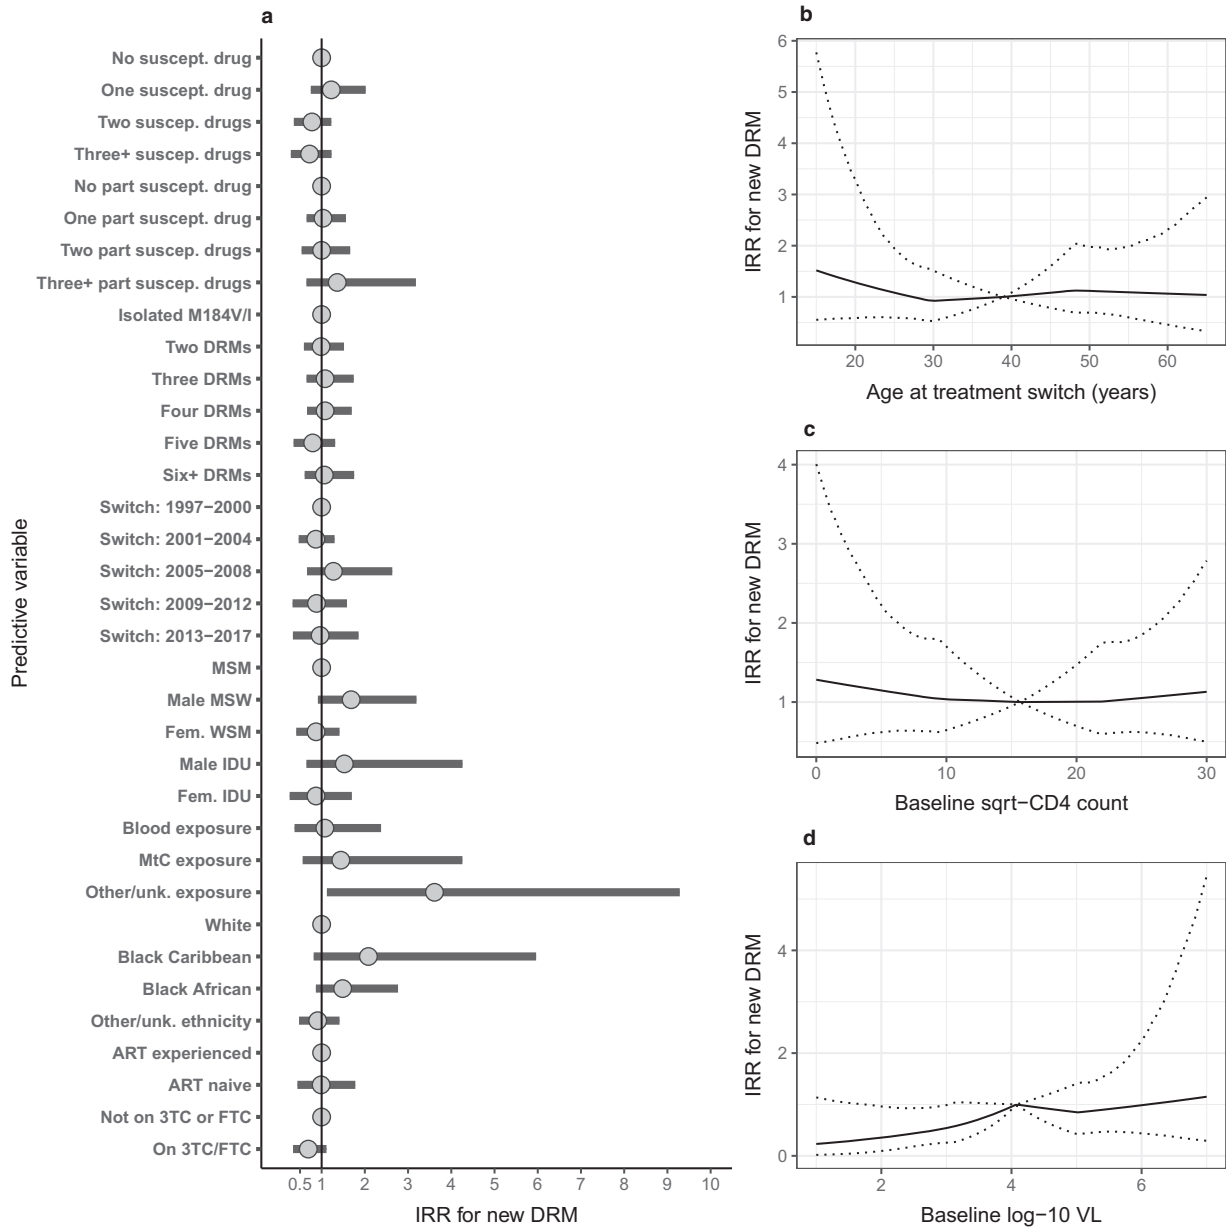 a
Predictive variable
No suscept. drug
One suscept. drug
Two suscep. drugs
Three+ suscep. drugs
No part suscept. drug
One part suscept. drug
Two part suscep. drugs
Three+ part suscep. drugs
Isolated M184V/I
Two DRMs
Three DRMs
Four DRMs
Five DRMs
Six+ DRMs
Switch: 1997−2000
Switch: 2001−2004
Switch: 2005−2008
Switch: 2009−2012
Switch: 2013−2017
MSM
Male MSW
Fem. WSM
Male IDU
Fem. IDU
Blood exposure
MtC exposure
Other/unk. exposure
White
Black Caribbean
Black African
Other/unk. ethnicity
ART experienced
ART naive
Not on 3TC or FTC
On 3TC/FTC
0.5 1 2 3 4 5 6 7 8 9 10
IRR for new DRM
b
IRR for new DRM
6
5
4
3
2
1
20 30 40 50 60
Age at treatment switch (years)
c
IRR for new DRM
4
3
2
1
0 10 20 30
Baseline sqrt−CD4 count
d
IRR for new DRM
4
2
0
2 4 6
Baseline log−10 VL